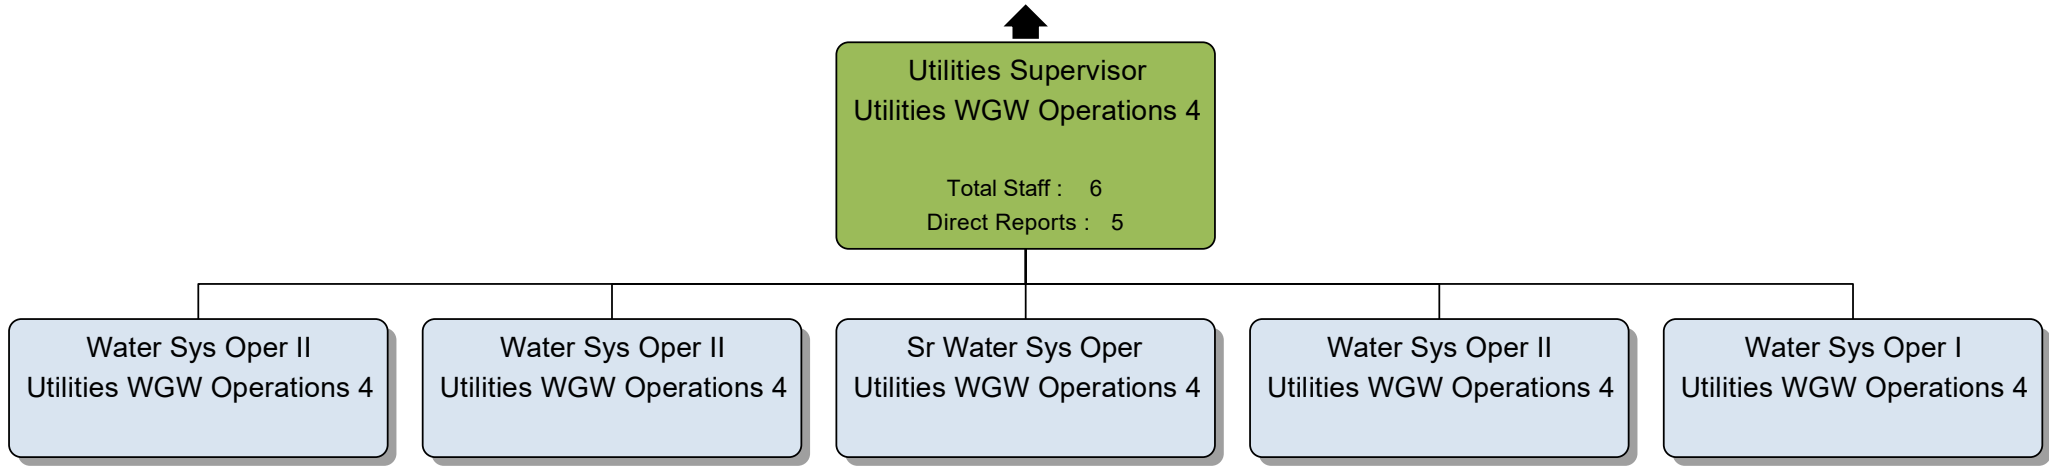 Utilities Supervisor
Utilities WGW Operations 4
Total Staff : 6
Direct Reports : 5
Water Sys Oper II
Utilities WGW Operations 4
Water Sys Oper II
Utilities WGW Operations 4
Sr Water Sys Oper
Utilities WGW Operations 4
Water Sys Oper II
Utilities WGW Operations 4
Water Sys Oper I
Utilities WGW Operations 4